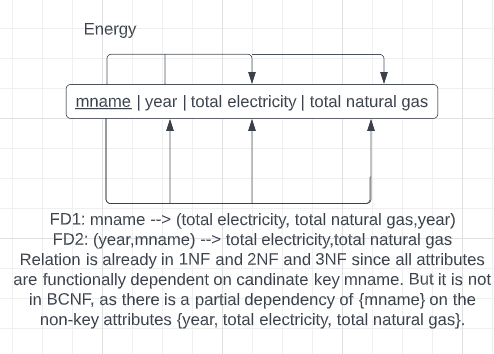 Energy
mname | year | total electricity | total natural gas
FD1: mname --> (total electricity, total natural gas,year)
FD2: (year,mname) --> total electricity,total natural gas
Relation is already in 1NF and 2NF and 3NF since all attributes
are functionally dependent on candinate key mname. But it is not
in BCNF, as there is a partial dependency of {mname} on the
non-key attributes {year, total electricity, total natural gas}.